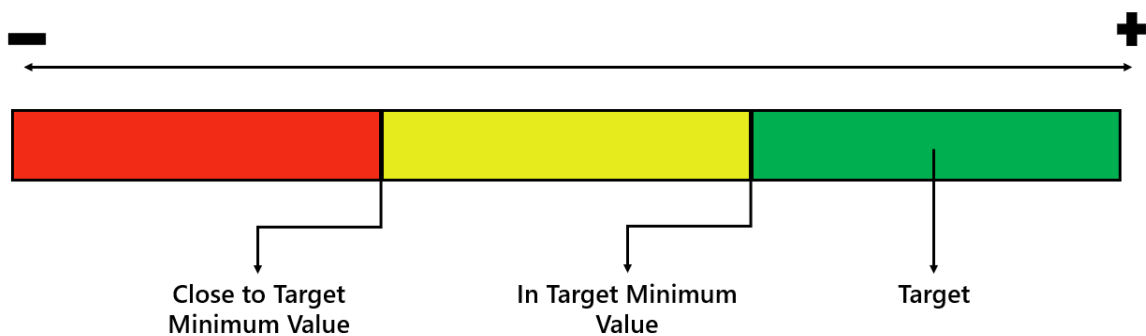 Close to Target
Minimum Value
In Target Minimum
Value
Target